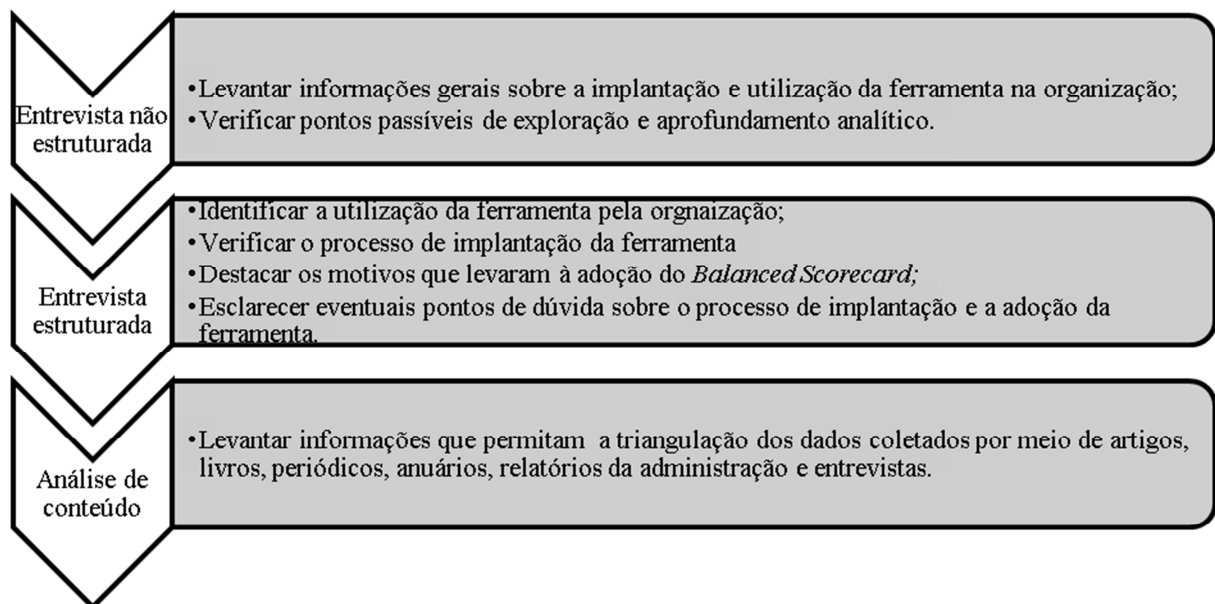 Entrevista não
estruturada
•Levantar informações gerais sobre a implantação e utilização da ferramenta na organização;
•Verificar pontos passíveis de exploração e aprofundamento analítico.
Entrevista
estruturada
•Identificar a utilização da ferramenta pela orgnaização;
•Verificar o processo de implantação da ferramenta
•Destacar os motivos que levaram à adoção do Balanced Scorecard;
•Esclarecer eventuais pontos de dúvida sobre o processo de implantação e a adoção da
ferramenta.
Análise de
conteúdo
•Levantar informações que permitam a triangulação dos dados coletados por meio de artigos,
livros, periódicos, anuários, relatórios da administração e entrevistas.